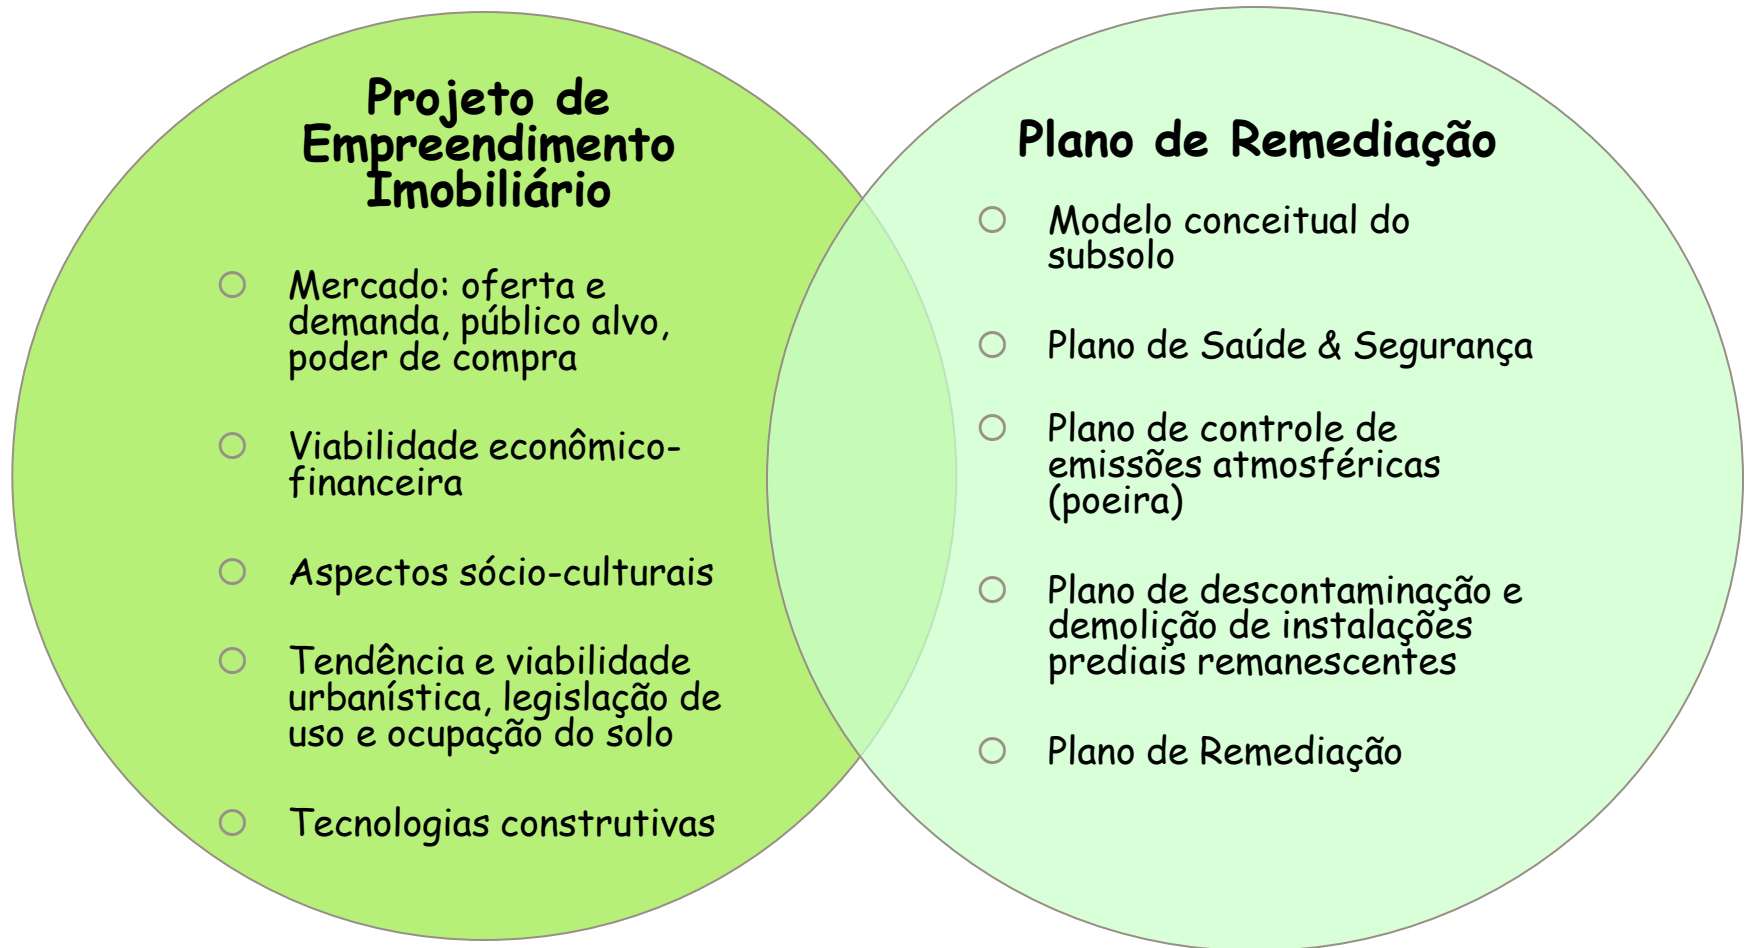 Projeto de
Empreendimento
Imobiliário
Mercado: oferta e
demanda, público alvo,
poder de compra
Viabilidade econômico-
financeira
Aspectos sócio-culturais
Tendência e viabilidade
urbanística, legislação de
uso e ocupação do solo
Tecnologias construtivas
Plano de Remediação
Modelo conceitual do
subsolo
Plano de Saúde & Segurança
Plano de controle de
emissões atmosféricas
(poeira)
Plano de descontaminação e
demolição de instalações
prediais remanescentes
Plano de Remediação